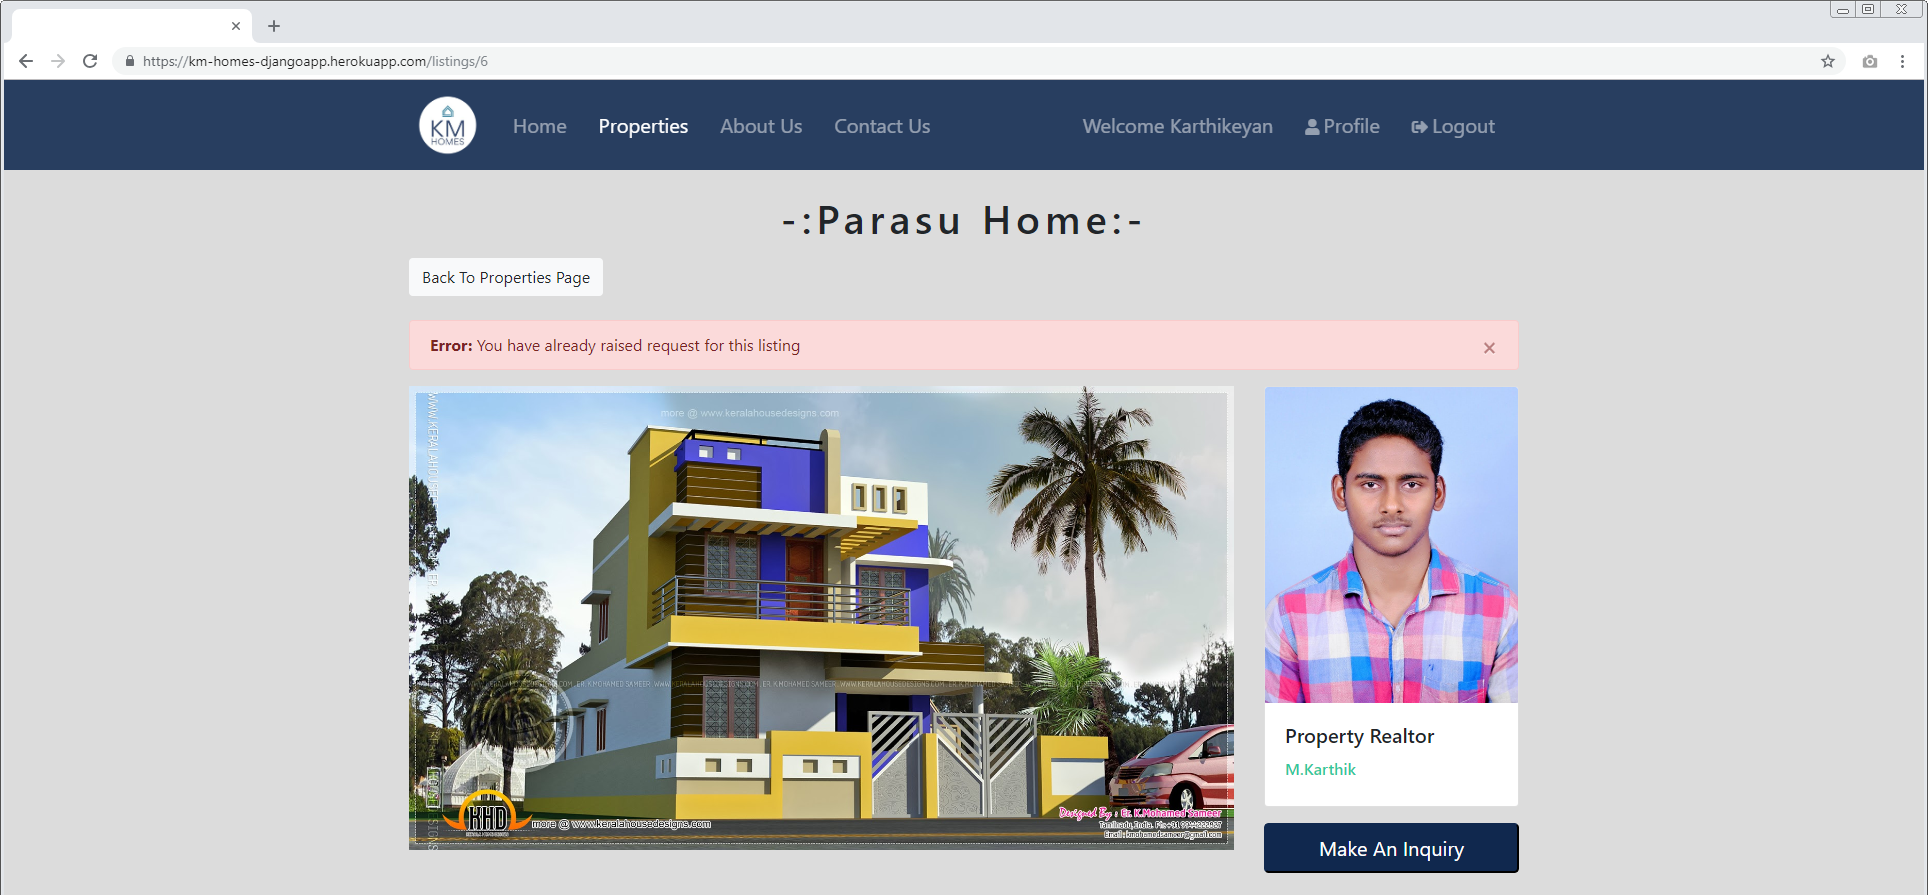 https://km-homes-djangoapp.herokuapp.com/listings/6
KM
HOMES
Home
Properties
About Us
Contact Us
Welcome Karthikeyan
Profile
Logout
-:Parasu Home:-
Back To Properties Page
Error: You have already raised request for this listing
×
more @ www.keralahousedesigns.com
KHD
more @ www.keralahousedesigns.com
Designed By : Er. K.Mohamed Sameer
Property Realtor
M.Karthik
Make An Inquiry